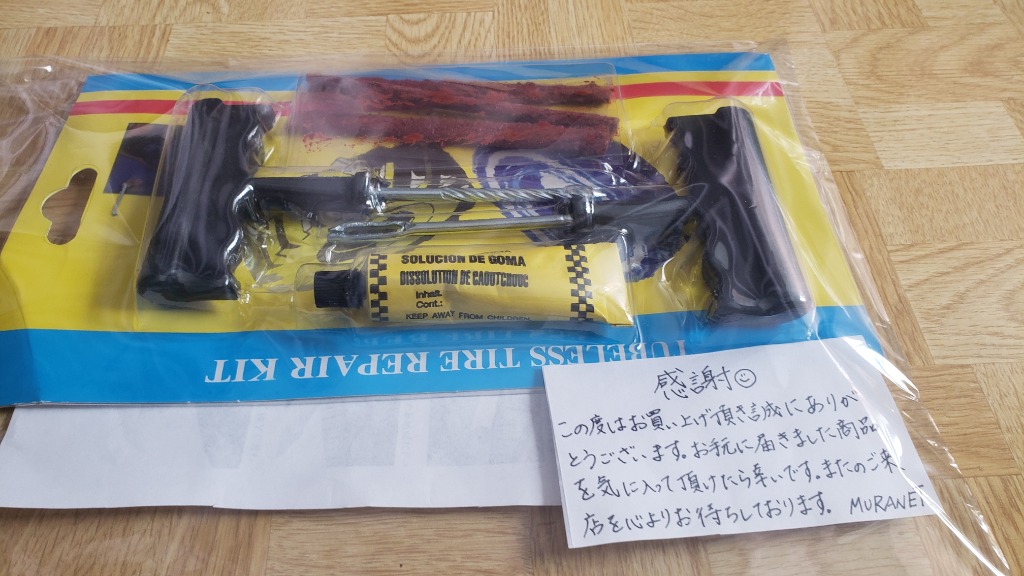 SOLUCION DE GOMA
DISSOLUTION DE CAOUTCHOUC
Inhalt.
Cont.:
KEEP AWAY FROM CHILDREN
TUBELESS TIRE REPAIR KIT
感謝☺
この度はお買い上げ頂き誠にありが
とうございます。お手元に届きました商品
を気に入って頂けたら幸いです。またのご来
店を心よりお待ちしております。 MURANET